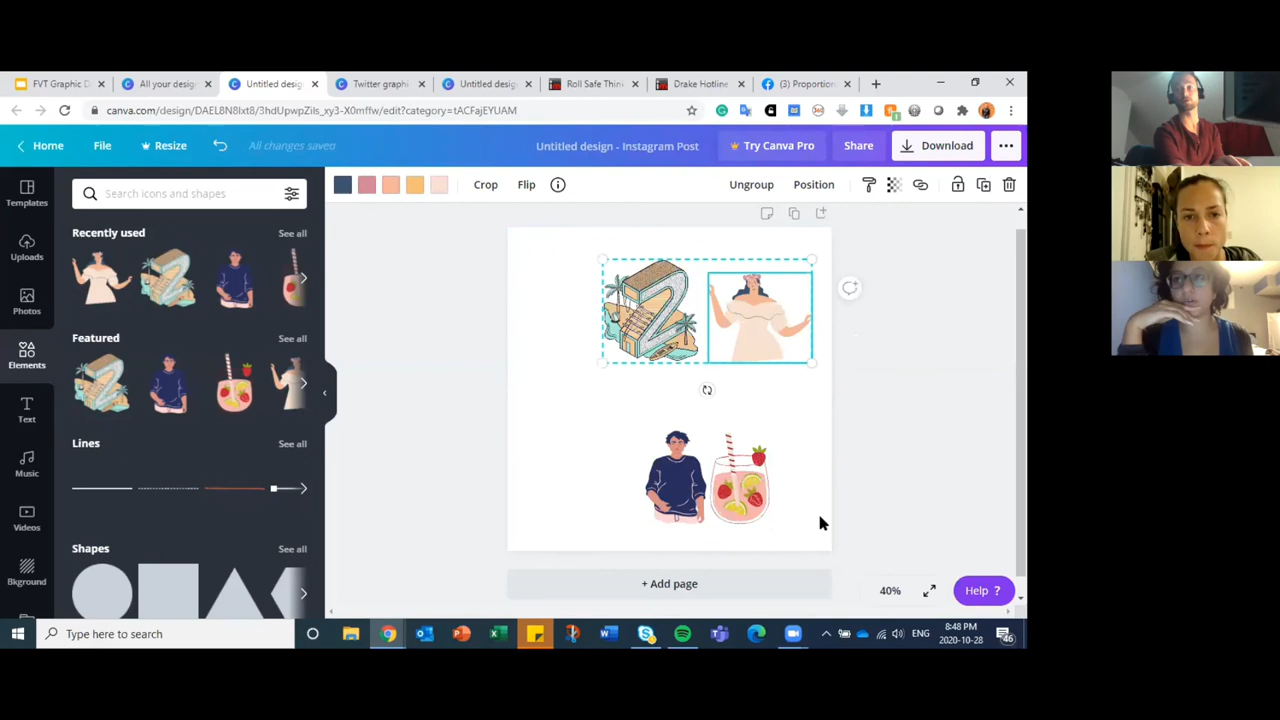 FVT Graphic D
All your desig
Untitled desig
Twitter graphi
Untitled desig
Roll Safe Thin
Drake Hotline
(3) Proportion
canva.com/design/DAEL8N8Ixt8/3hdUpwpZiIs_xy3-X0mffw/edit?category=tACFajEYUAM
Home
File
Resize
All changes saved
Untitled design - Instagram Post
Try Canva Pro
Share
Download
Search icons and shapes
Crop
Flip
Ungroup
Position
Templates
Uploads
Photos
Elements
Text
Music
Videos
Bkground
Recently used
See all
Featured
See all
Lines
See all
Shapes
See all
2
+ Add page
40%
Help ?
Type here to search
ENG
8:48 PM
2020-10-28
46